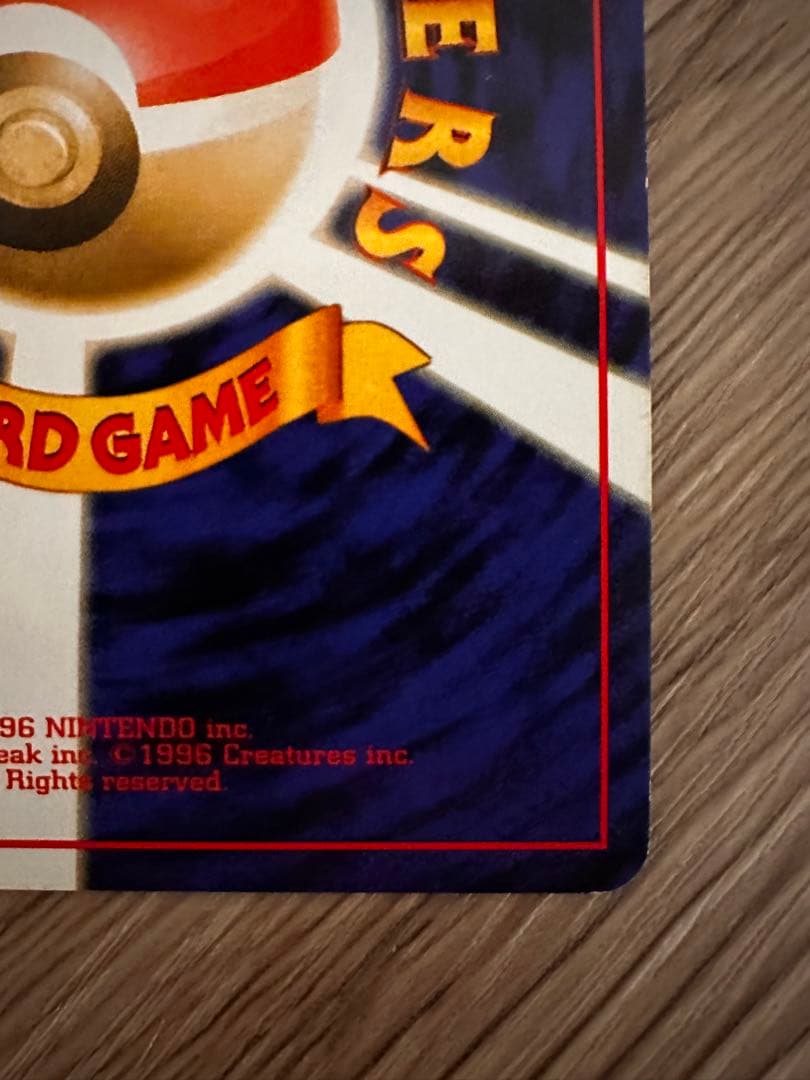 ERS
RD GAME
96 NINTENDO inc.
eak inc. ©1996 Creatures inc.
Rights reserved.